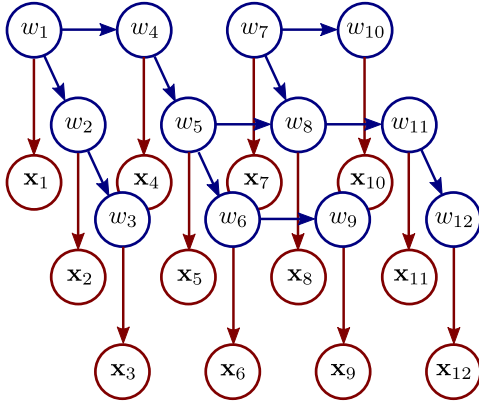 w₁ w₄ w₇ w₁₀
w₂ w₅ w₈ w₁₁
x₁ x₄ x₇ x₁₀
w₃ w₆ w₉ w₁₂
x₂ x₅ x₈ x₁₁
x₃ x₆ x₉ x₁₂